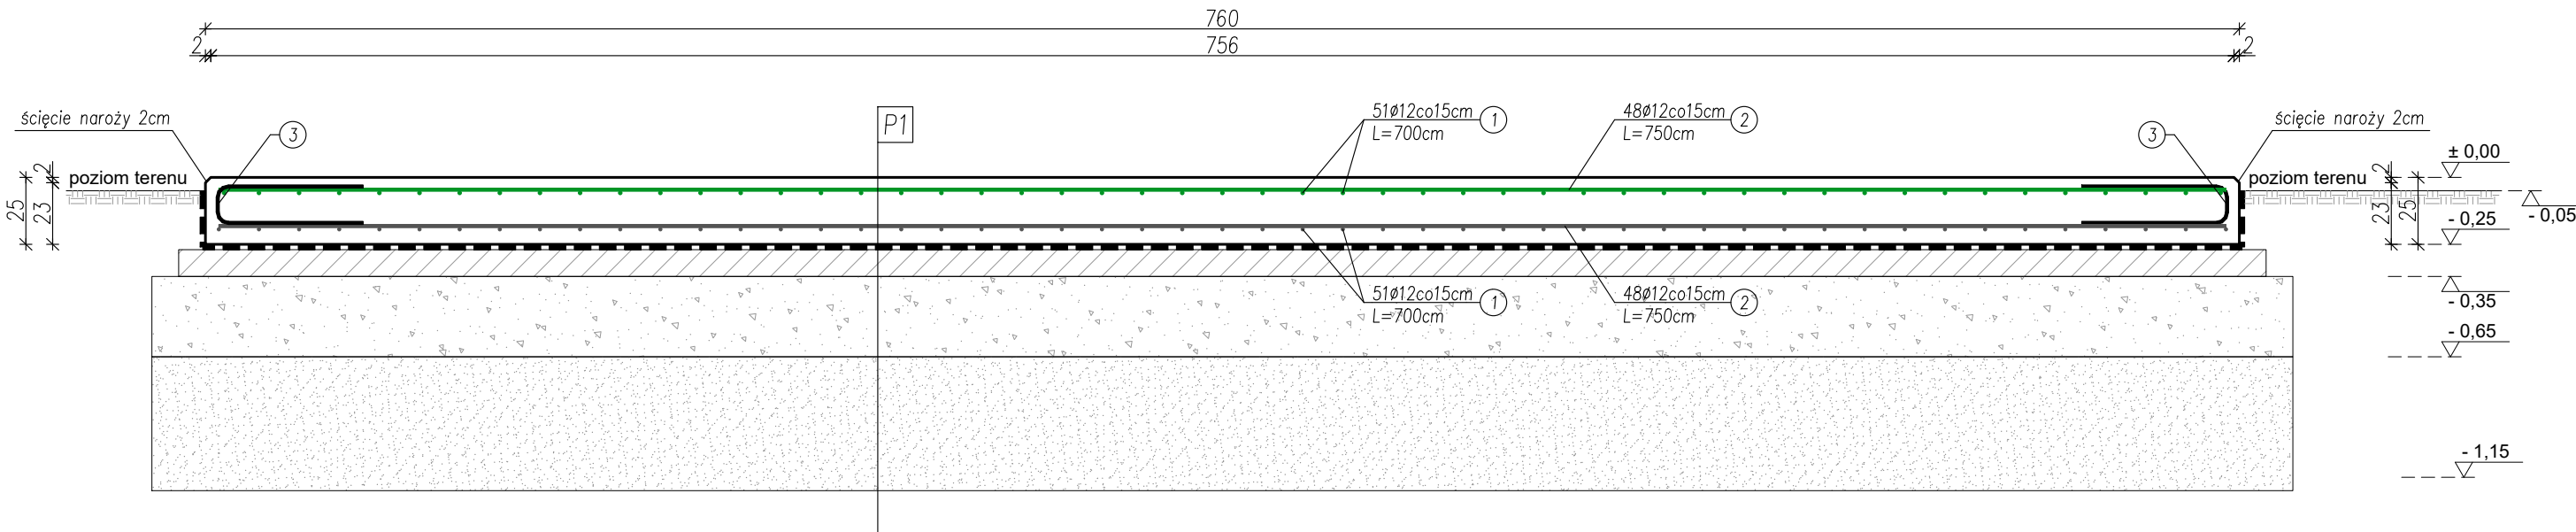 760
2
756
2
ścięcie naroży 2cm
3
P1
51ø12co15cm
L=700cm
1
48ø12co15cm
L=750cm
2
3
ścięcie naroży 2cm
± 0,00
2
2
poziom terenu
poziom terenu
25
23
23
25
- 0,05
- 0,25
51ø12co15cm
L=700cm
1
48ø12co15cm
L=750cm
2
- 0,35
- 0,65
- 1,15